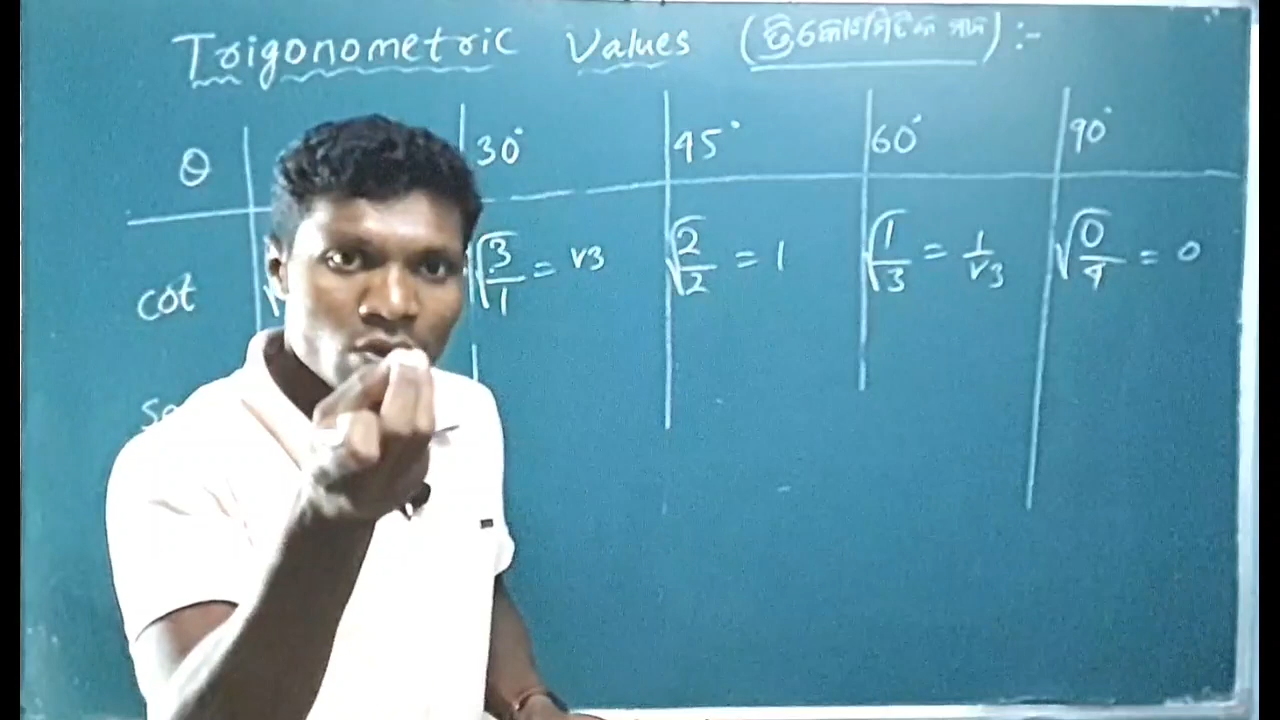 Trigonometric Values (ତ୍ରିକୋଣମିତିକ ମାନ) :-
θ 30° 45° 60° 90°
cot √3/1 = √3 √2/2 = 1 √1/3 = 1/√3 √0/4 = 0